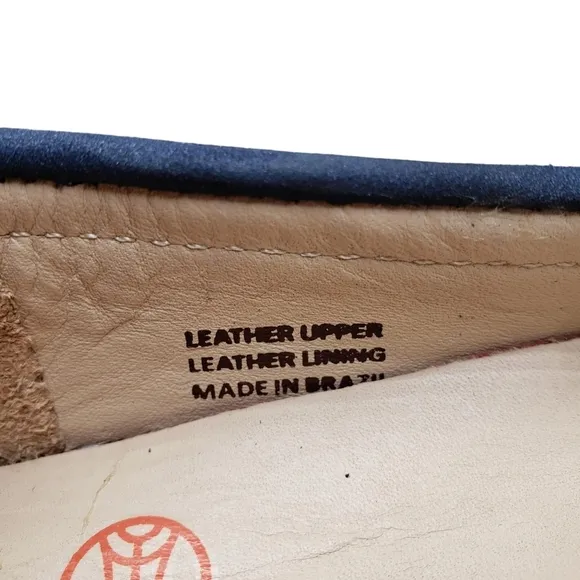 LEATHER UPPER
LEATHER LINING
MADE IN BRAZIL